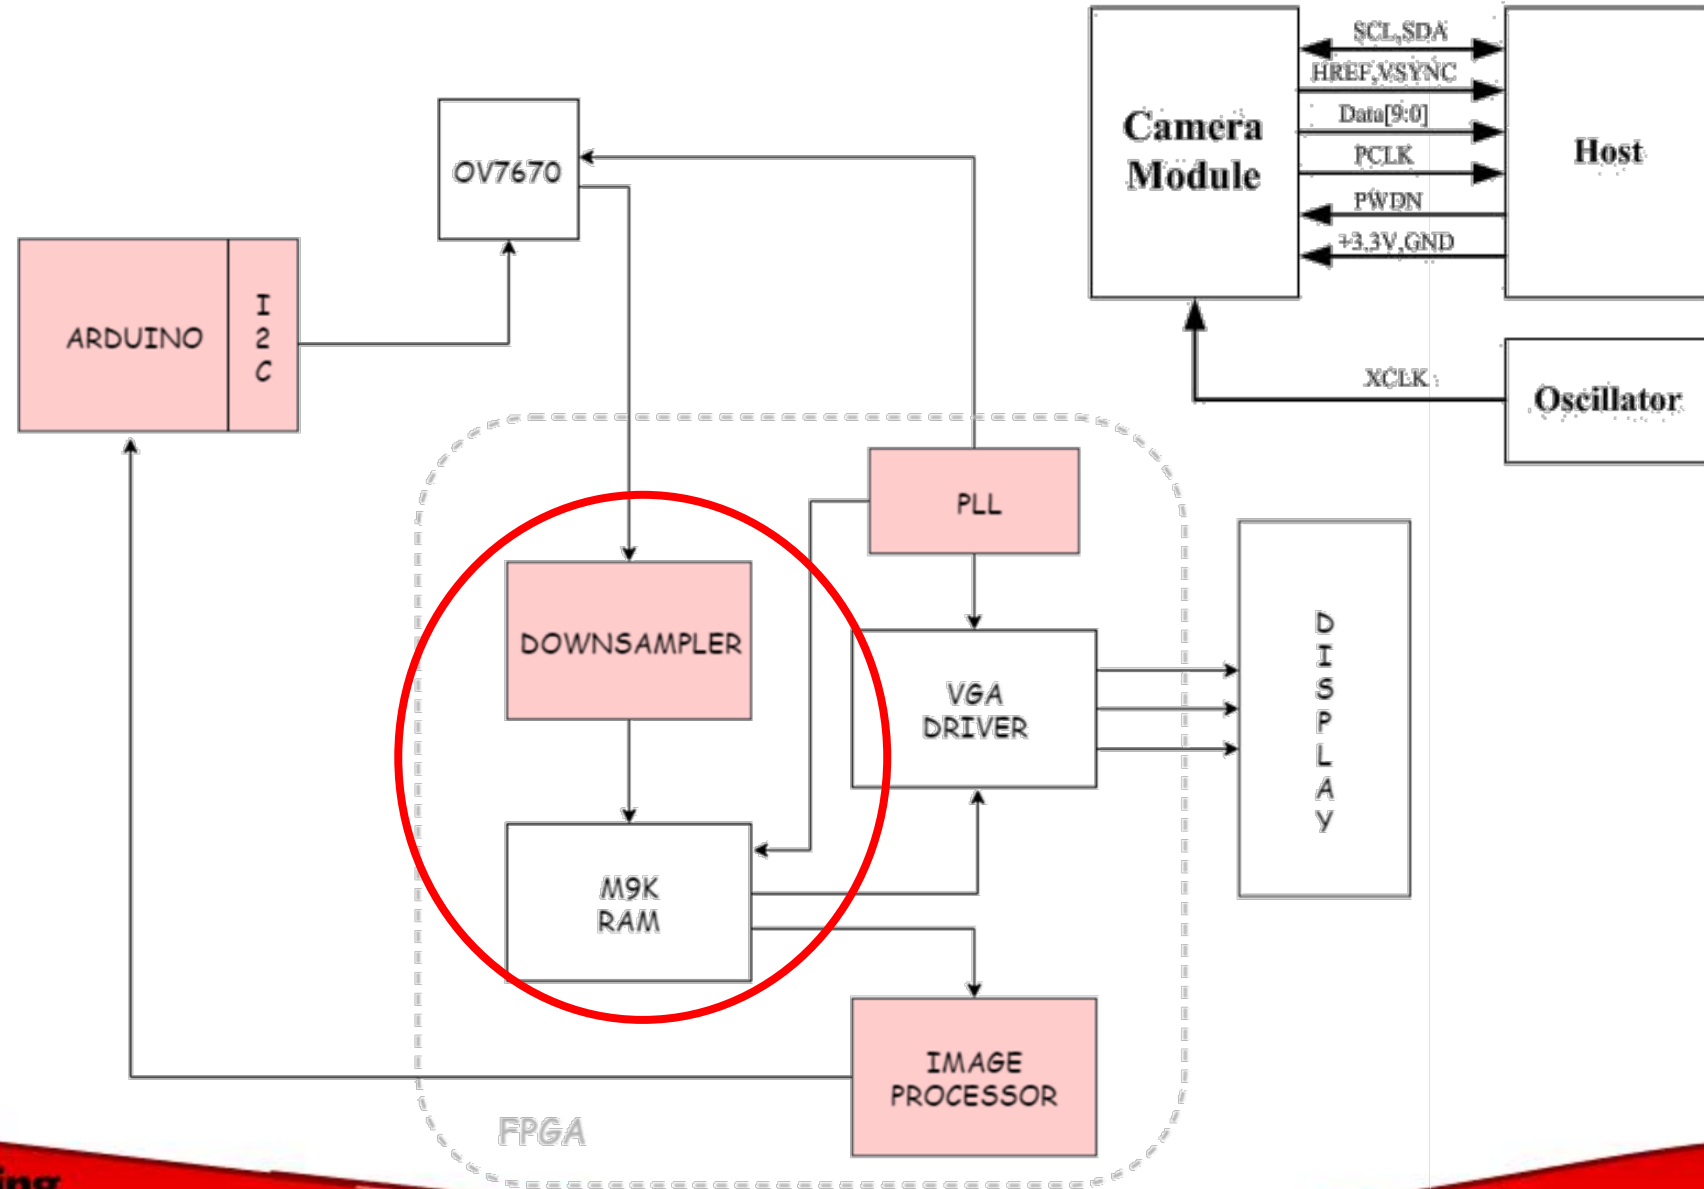 SCL,SDA
HREF,VSYNC
Data[9:0]
PCLK
PWDN
+3.3V,GND
Camera
Module
Host
XCLK
Oscillator
OV7670
ARDUINO
I
2
C
PLL
DOWNSAMPLER
VGA
DRIVER
D
I
S
P
L
A
Y
M9K
RAM
IMAGE
PROCESSOR
FPGA